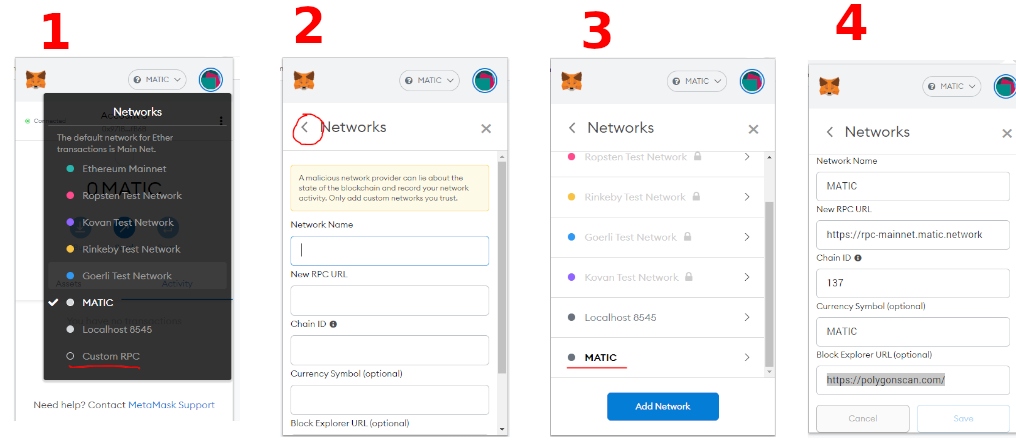 1
MATIC
Networks
The default network for Ether
transactions is Main Net.
Ethereum Mainnet
0 MATIC
Ropsten Test Network
Kovan Test Network
Rinkeby Test Network
Goerli Test Network
Assets
Activity
MATIC
Localhost 8545
Custom RPC
Need help? Contact MetaMask Support
2
MATIC
Networks
A malicious network provider can lie about the
state of the blockchain and record your network
activity. Only add custom networks you trust.
Network Name
New RPC URL
Chain ID
Currency Symbol (optional)
Block Explorer URL (optional)
3
MATIC
Networks
Ropsten Test Network
Rinkeby Test Network
Goerli Test Network
Kovan Test Network
Localhost 8545
MATIC
Add Network
4
MATIC
Networks
Network Name
MATIC
New RPC URL
https://rpc-mainnet.matic.network
Chain ID
137
Currency Symbol (optional)
MATIC
Block Explorer URL (optional)
https://polygonscan.com/
Cancel
Save